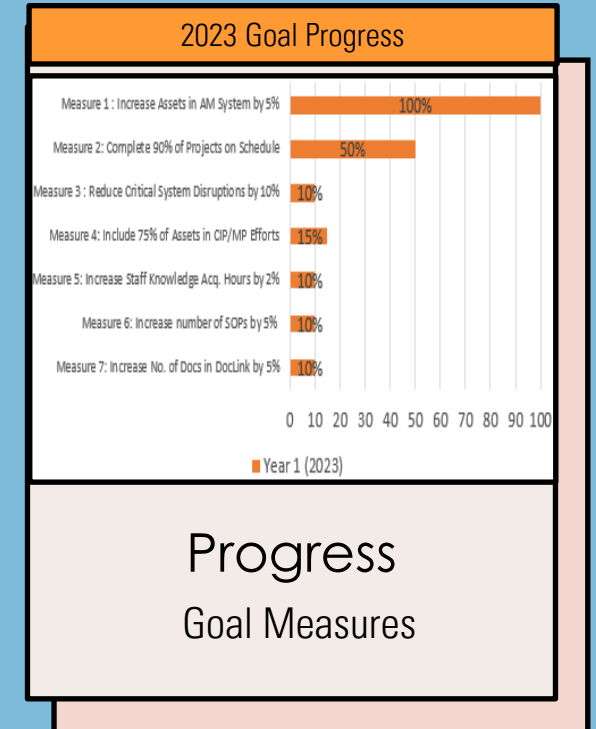 2023 Goal Progress
Measure 1 : Increase Assets in AM System by 5%
100%
Measure 2: Complete 90% of Projects on Schedule
50%
Measure 3 : Reduce Critical System Disruptions by 10%
10%
Measure 4: Include 75% of Assets in CIP/MP Efforts
15%
Measure 5: Increase Staff Knowledge Acq. Hours by 2%
10%
Measure 6: Increase number of SOPs by 5%
10%
Measure 7: Increase No. of Docs in DocLink by 5%
10%
0 10 20 30 40 50 60 70 80 90 100
Year 1 (2023)
Progress
Goal Measures